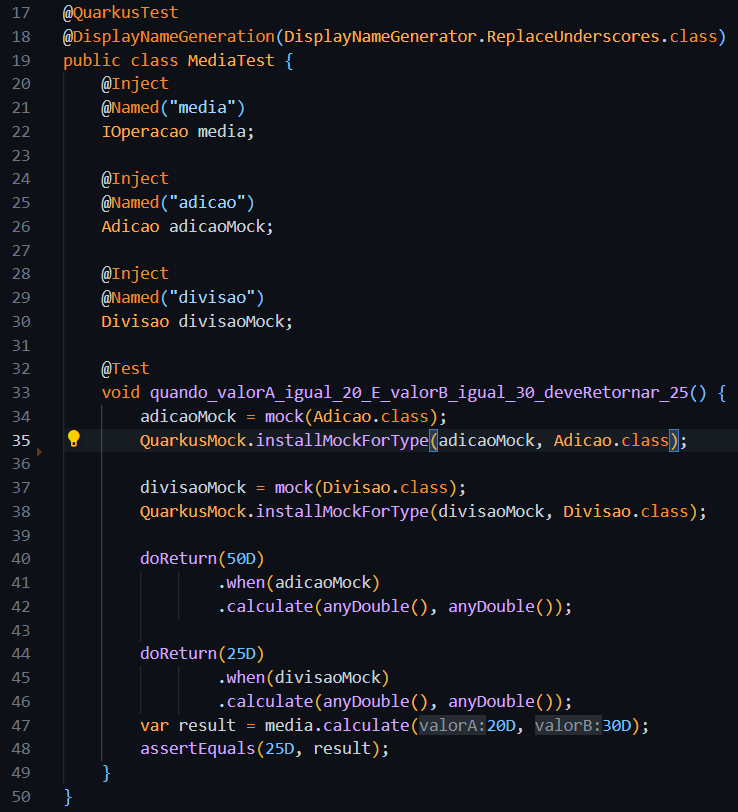 17 @QuarkusTest
18 @DisplayNameGeneration(DisplayNameGenerator.ReplaceUnderscores.class)
19 public class MediaTest {
20 @Inject
21 @Named("media")
22 IOperacao media;
23
24 @Inject
25 @Named("adicao")
26 Adicao adicaoMock;
27
28 @Inject
29 @Named("divisao")
30 Divisao divisaoMock;
31
32 @Test
33 void quando_valorA_igual_20_E_valorB_igual_30_deveRetornar_25() {
34 adicaoMock = mock(Adicao.class);
35 QuarkusMock.installMockForType(adicaoMock, Adicao.class);
36
37 divisaoMock = mock(Divisao.class);
38 QuarkusMock.installMockForType(divisaoMock, Divisao.class);
39
40 doReturn(50D)
41 .when(adicaoMock)
42 .calculate(anyDouble(), anyDouble());
43
44 doReturn(25D)
45 .when(divisaoMock)
46 .calculate(anyDouble(), anyDouble());
47 var result = media.calculate(valorA:20D, valorB:30D);
48 assertEquals(25D, result);
49 }
50 }